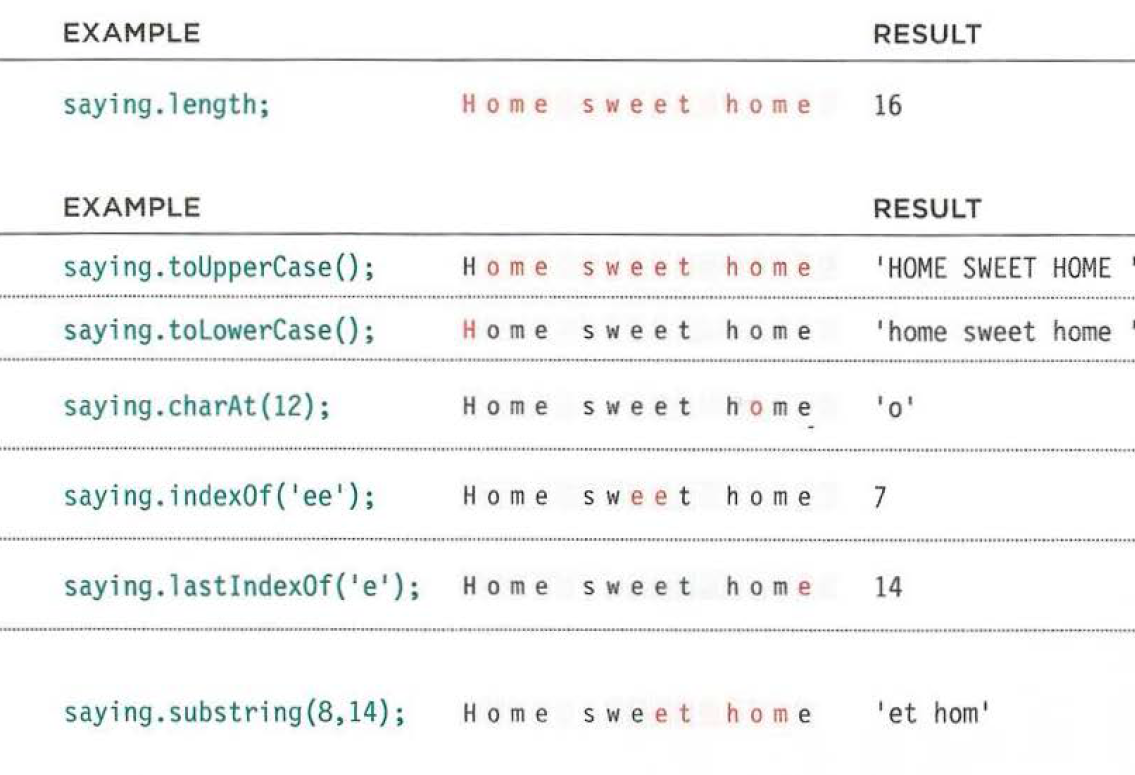 EXAMPLE RESULT
saying.length; Home sweet home 16
EXAMPLE RESULT
saying.toUpperCase(); Home sweet home 'HOME SWEET HOME '
saying.toLowerCase(); Home sweet home 'home sweet home '
saying.charAt(12); Home sweet home 'o'
saying.indexOf('ee'); Home sweet home 7
saying.lastIndexOf('e'); Home sweet home 14
saying.substring(8,14); Home sweet home 'et hom'